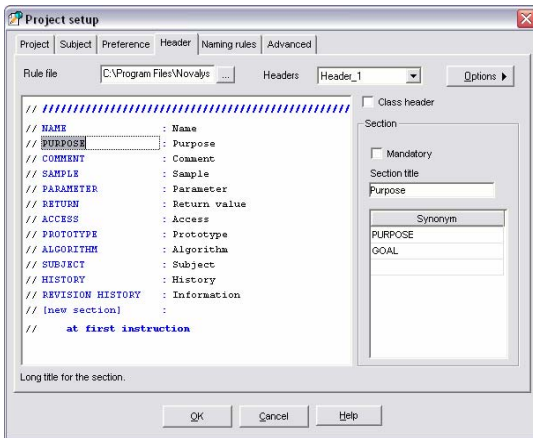 Project setup
Project Subject Preference Header Naming rules Advanced
Rule file C:\Program Files\Novalys ... Headers Header_1 Options
// ////////////////////////////////////////////////
Class header
// NAME : Name
Section
// PURPOSE : Purpose
Mandatory
// COMMENT : Comment
// SAMPLE : Sample
Section title
// PARAMETER : Parameter
Purpose
// RETURN : Return value
// ACCESS : Access
Synonym
// PROTOTYPE : Prototype
PURPOSE
// ALGORITHM : Algorithm
GOAL
// SUBJECT : Subject
// HISTORY : History
// REVISION HISTORY : Information
// [new section] :
// at first instruction
Long title for the section.
OK Cancel Help